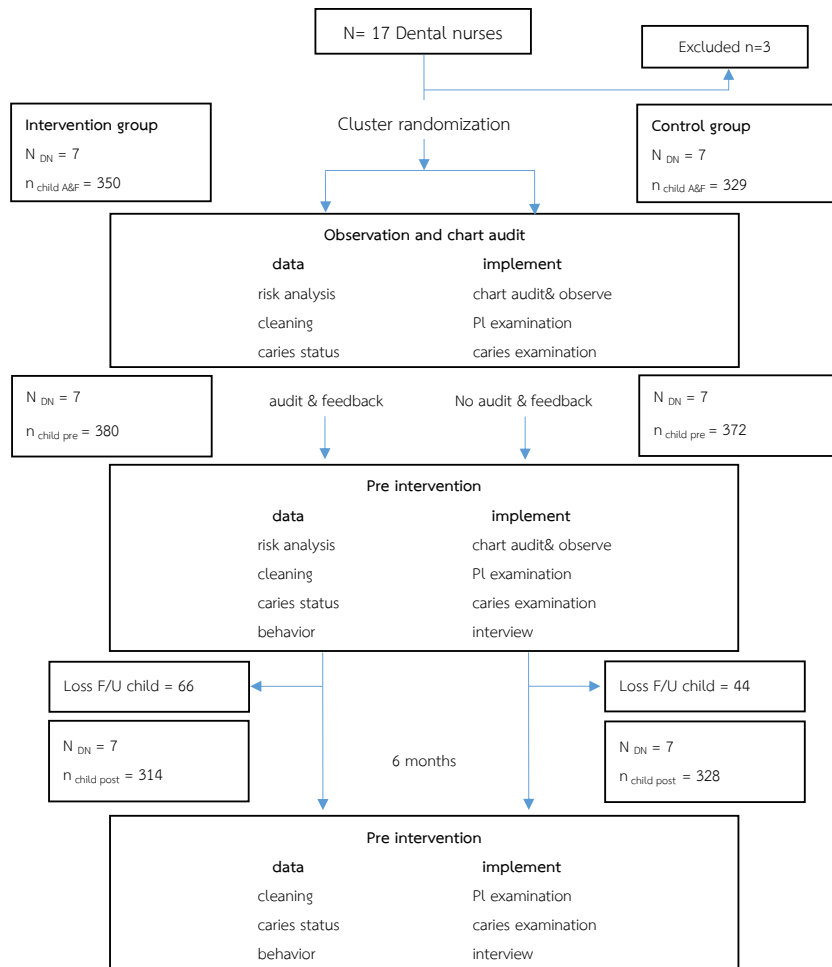 N= 17 Dental nurses
Excluded n=3
Intervention group
N DN = 7
n child A&F = 350
Cluster randomization
Control group
N DN = 7
n child A&F = 329
Observation and chart audit
data implement
risk analysis chart audit& observe
cleaning Pl examination
caries status caries examination
N DN = 7
n child pre = 380
audit & feedback No audit & feedback
N DN = 7
n child pre = 372
Pre intervention
data implement
risk analysis chart audit& observe
cleaning Pl examination
caries status caries examination
behavior interview
Loss F/U child = 66
Loss F/U child = 44
N DN = 7
n child post = 314
6 months
N DN = 7
n child post = 328
Pre intervention
data implement
cleaning Pl examination
caries status caries examination
behavior interview